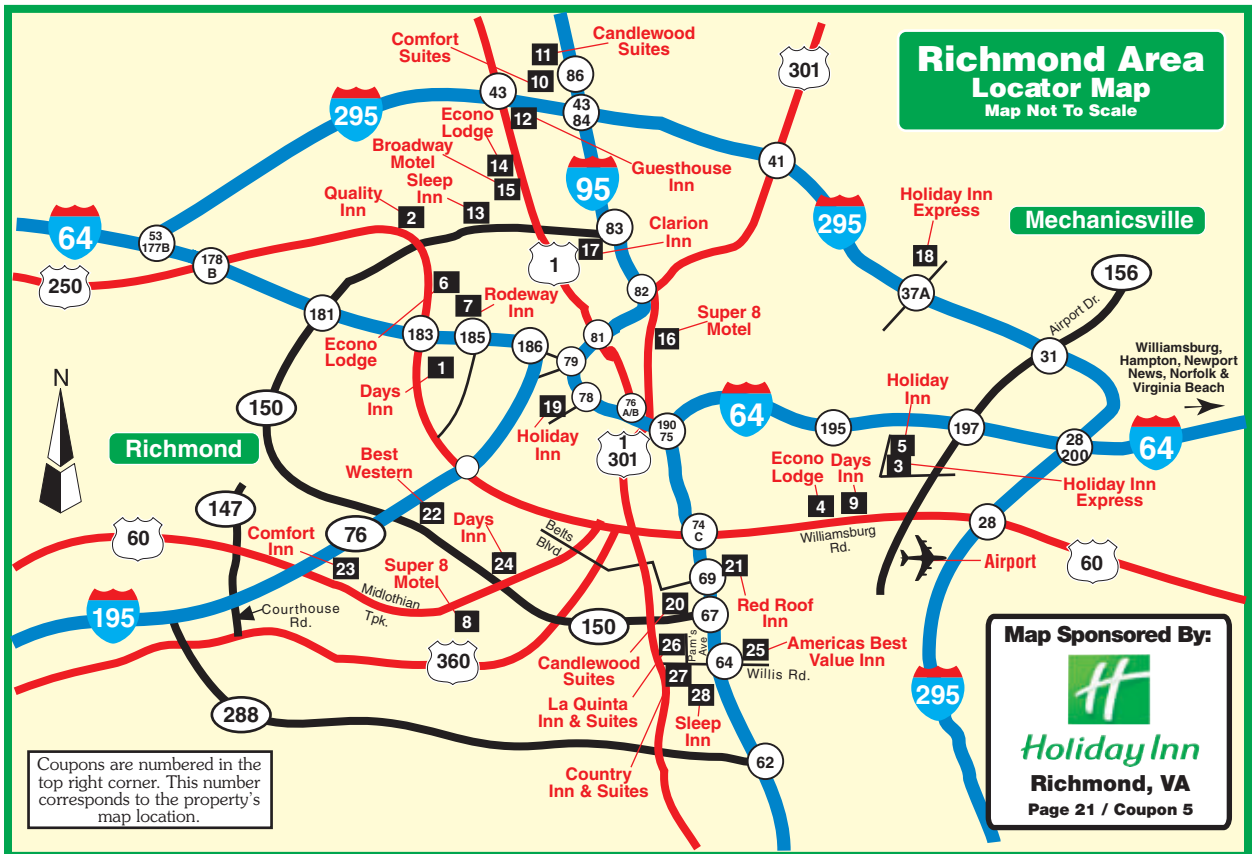 Richmond Area
Locator Map
Map Not To Scale
Candlewood
Suites
11
Comfort
Suites
10
86
301
43
43
84
295
12
Econo
Lodge
14
Guesthouse
Inn
41
Broadway
Motel
15
95
Sleep
Inn
13
Quality
Inn
2
Holiday Inn
Express
18
295
Mechanicsville
64
53
177B
83
17
Clarion
Inn
178
B
1
250
156
6
7
Rodeway
Inn
82
37A
Airport Dr.
181
183
185
186
81
16
Super 8
Motel
Econo
Lodge
79
31
Williamsburg,
Hampton, Newport
News, Norfolk &
Virginia Beach
1
Days
Inn
N
150
19
78
76
A/B
Holiday
Inn
64
Holiday
Inn
190
75
195
197
28
200
64
Richmond
Holiday
Inn
1
301
5
3
Holiday Inn
Express
Best
Western
22
Econo
Lodge
4
Days
Inn
9
147
60
76
Days
Inn
24
Belts
Blvd.
74
C
Williamsburg
Rd.
28
60
Comfort
Inn
23
Super 8
Motel
8
Midlothian
Tpk.
69
21
Red Roof
Inn
Airport
195
Courthouse
Rd.
150
20
67
360
26
Pam's
Ave
64
25
Americas Best
Value Inn
Willis Rd.
Candlewood
Suites
27
28
La Quinta
Inn & Suites
Sleep
Inn
295
288
62
Country
Inn & Suites
Coupons are numbered in the
top right corner. This number
corresponds to the property's
map location.
Map Sponsored By:
H
Holiday Inn
Richmond, VA
Page 21 / Coupon 5